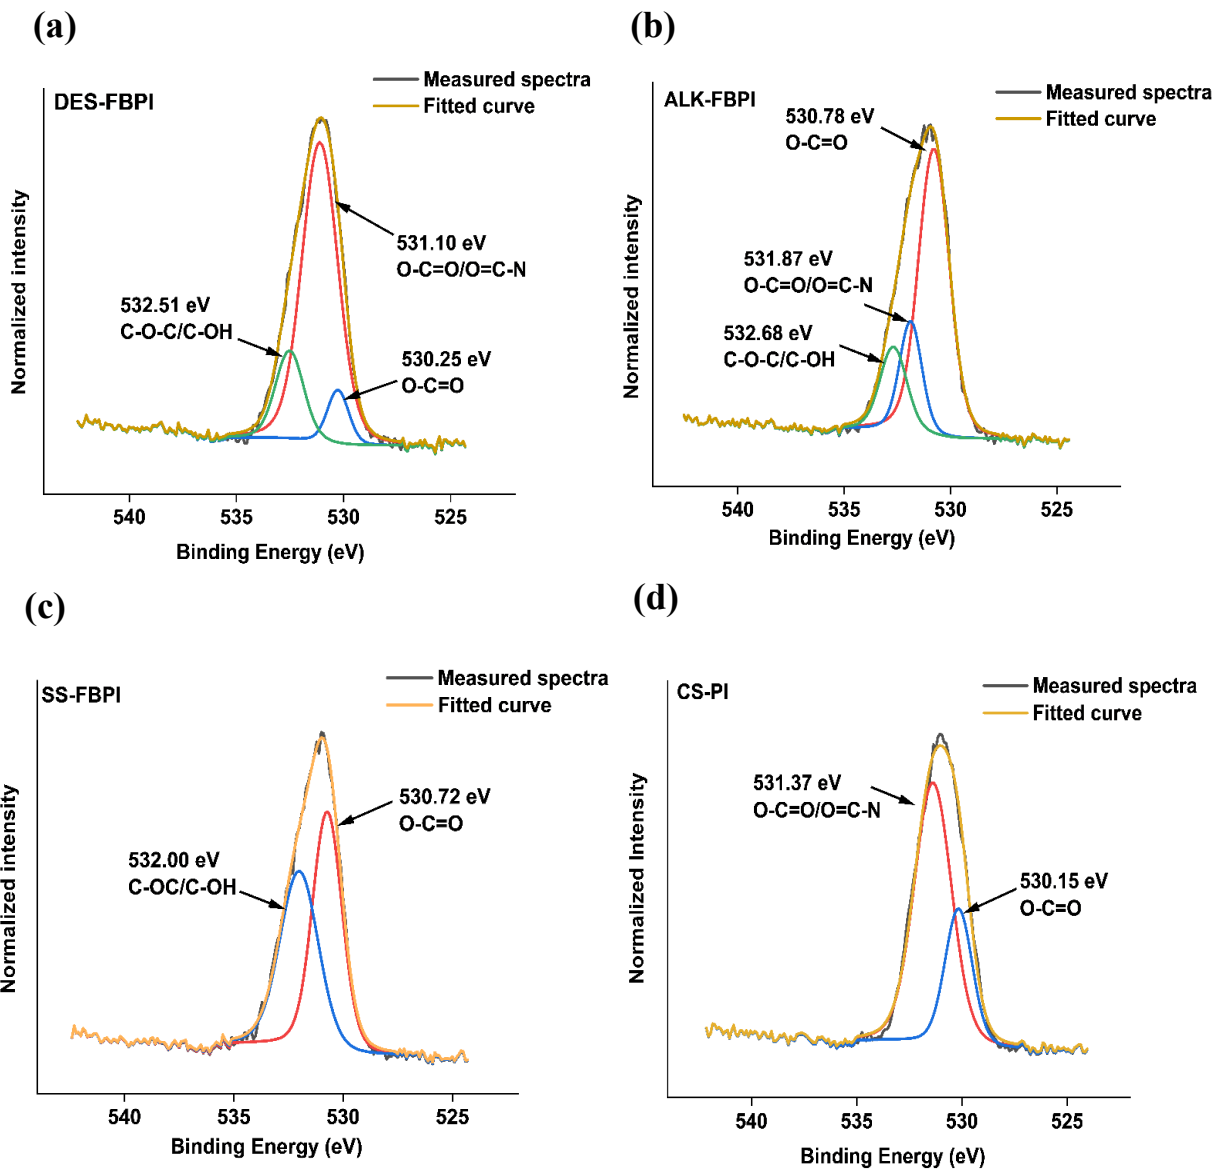 (a)
DES-FBPI
Measured spectra
Fitted curve
531.10 eV
O-C=O/O=C-N
532.51 eV
C-O-C/C-OH
530.25 eV
O-C=O
Normalized intensity
540
535
530
525
Binding Energy (eV)
(b)
ALK-FBPI
Measured spectra
Fitted curve
530.78 eV
O-C=O
531.87 eV
O-C=O/O=C-N
532.68 eV
C-O-C/C-OH
Normalized intensity
540
535
530
525
Binding Energy (eV)
(c)
SS-FBPI
Measured spectra
Fitted curve
530.72 eV
O-C=O
532.00 eV
C-OC/C-OH
Normalized intensity
540
535
530
525
Binding Energy (eV)
(d)
CS-PI
Measured spectra
Fitted curve
531.37 eV
O-C=O/O=C-N
530.15 eV
O-C=O
Normalized Intensity
540
535
530
525
Binding Energy (eV)